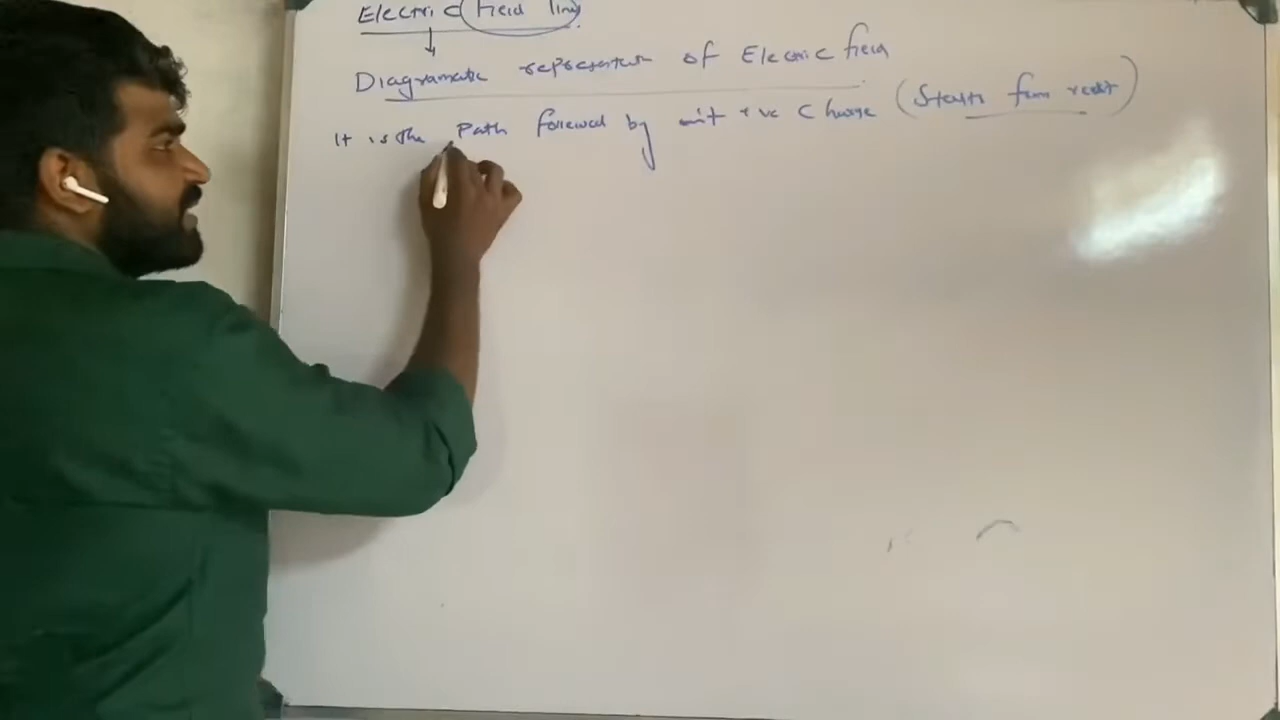 Electric field line
Diagramatic representation of Electric field
It is the Path followed by unit +ve Charge (Starts from rest)